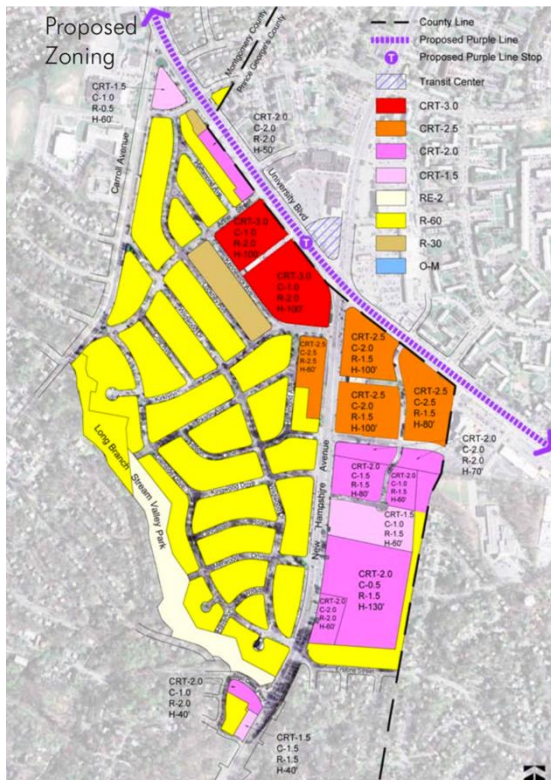 Proposed
Zoning
County Line
Proposed Purple Line
Proposed Purple Line Stop
Transit Center
CRT-3.0
CRT-2.5
CRT-2.0
CRT-1.5
RE-2
R-60
R-30
O-M
Montgomery County
Prince George's County
CRT-1.5
C-1.0
R-0.5
H-60'
CRT-2.0
C-2.0
R-2.0
H-50'
Carroll Avenue
University Blvd
T
CRT-3.0
C-1.0
R-2.0
H-100'
CRT-3.0
C-1.0
R-2.0
H-100'
CRT-2.5
C-2.5
R-2.5
H-60'
CRT-2.5
C-2.0
R-1.5
H-100'
CRT-2.5
C-2.5
R-1.5
H-80'
C-2.0
R-1.5
H-100'
CRT-2.0
C-2.0
R-2.0
H-70'
New Hampshire Avenue
Long Branch Stream Valley Park
CRT-2.0
C-1.5
R-1.5
H-80'
CRT-2.0
C-1.0
R-1.5
H-60'
CRT-1.5
C-1.0
R-1.5
H-60'
CRT-2.0
C-0.5
R-1.5
H-130'
CRT-2.0
C-2.0
R-2.0
H-60'
CRT-2.0
C-1.0
R-2.0
H-40'
CRT-1.5
C-1.5
R-1.5
H-40'